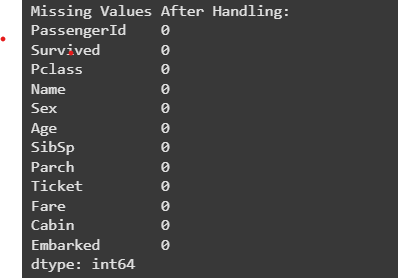 Missing Values After Handling:
PassengerId    0
Survived       0
Pclass         0
Name           0
Sex            0
Age            0
SibSp          0
Parch          0
Ticket         0
Fare           0
Cabin          0
Embarked       0
dtype: int64